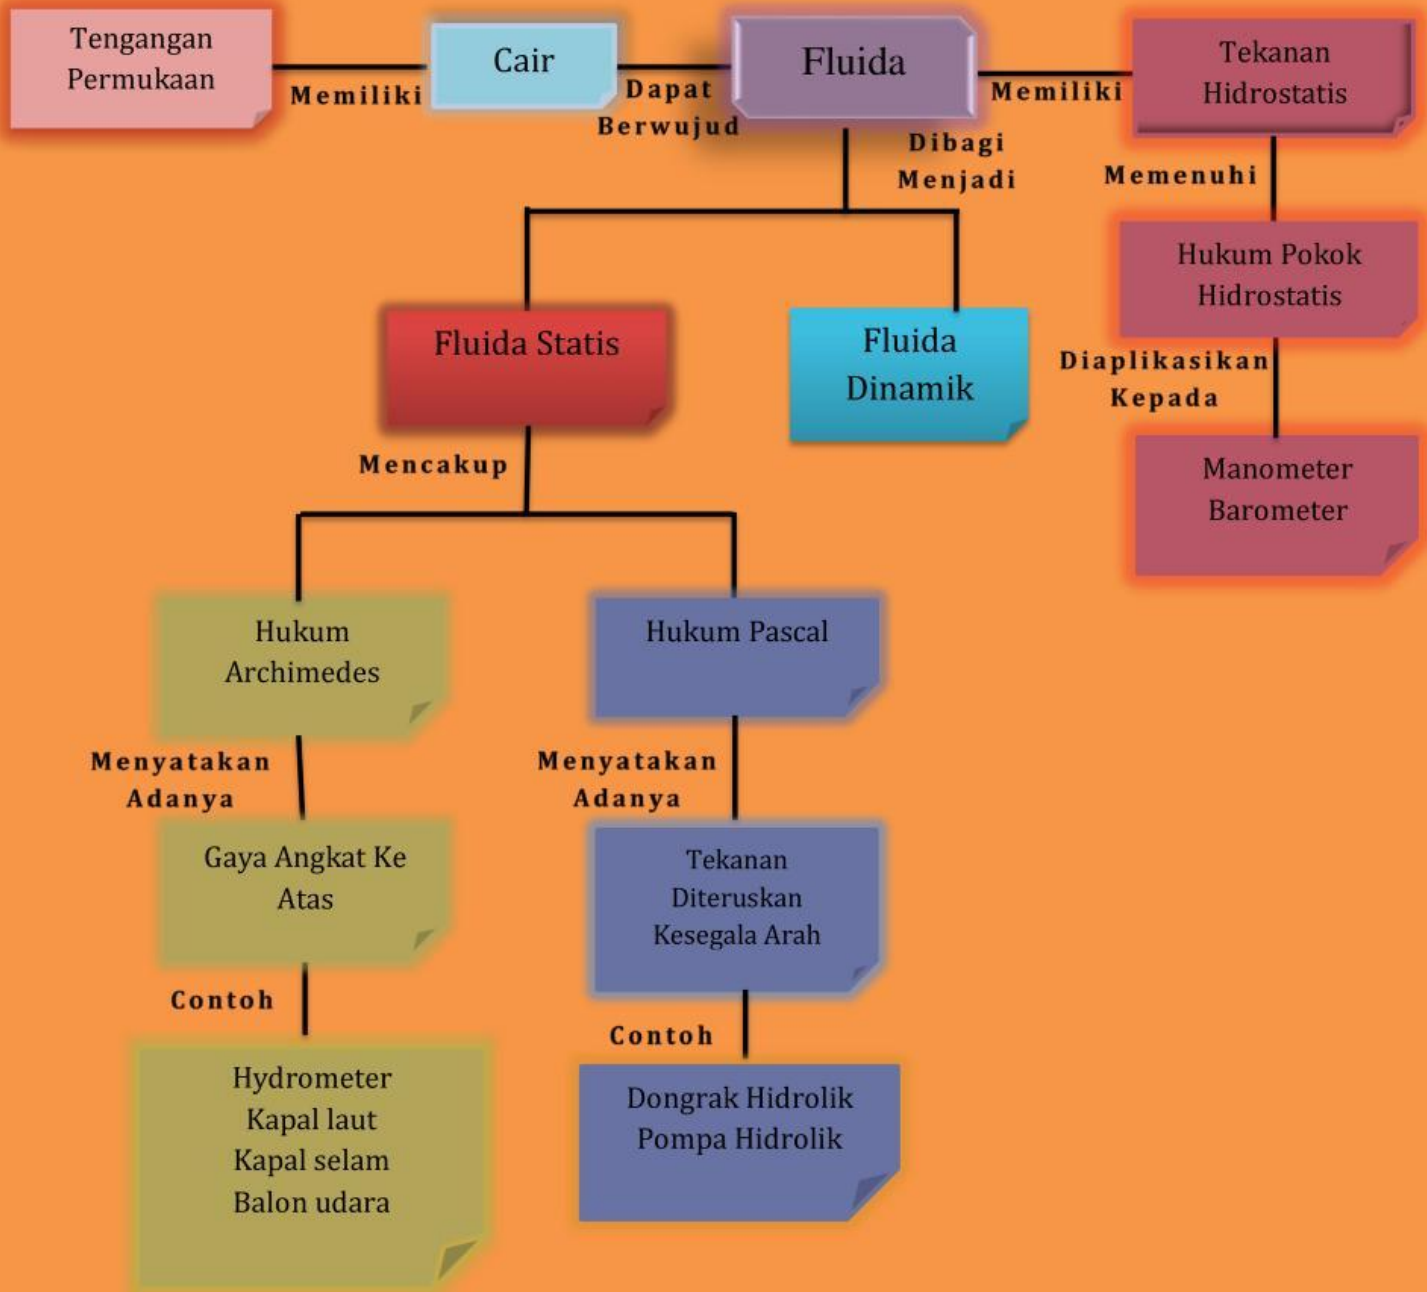 Tengangan
Permukaan
Memiliki
Cair
Dapat
Berwujud
Fluida
Memiliki
Tekanan
Hidrostatis
Dibagi
Menjadi
Memenuhi
Hukum Pokok
Hidrostatis
Diaplikasikan
Kepada
Manometer
Barometer
Fluida Statis
Fluida
Dinamik
Mencakup
Hukum
Archimedes
Hukum Pascal
Menyatakan
Adanya
Menyatakan
Adanya
Gaya Angkat Ke
Atas
Tekanan
Diteruskan
Kesegala Arah
Contoh
Contoh
Hydrometer
Kapal laut
Kapal selam
Balon udara
Dongrak Hidrolik
Pompa Hidrolik